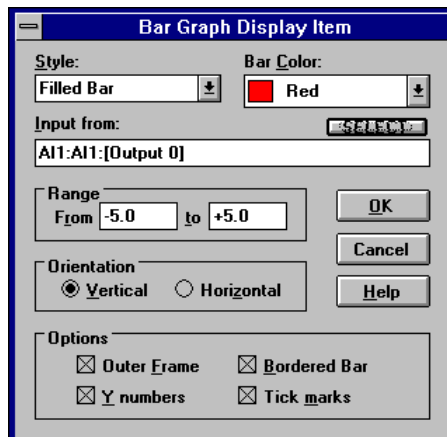 Bar Graph Display Item
Style:
Bar Color:
Filled Bar
Red
Input from:
AI1:AI1:[Output 0]
Range
From -5.0 to +5.0
OK
Cancel
Orientation
Vertical Horizontal
Help
Options
Outer Frame Bordered Bar
Y numbers Tick marks